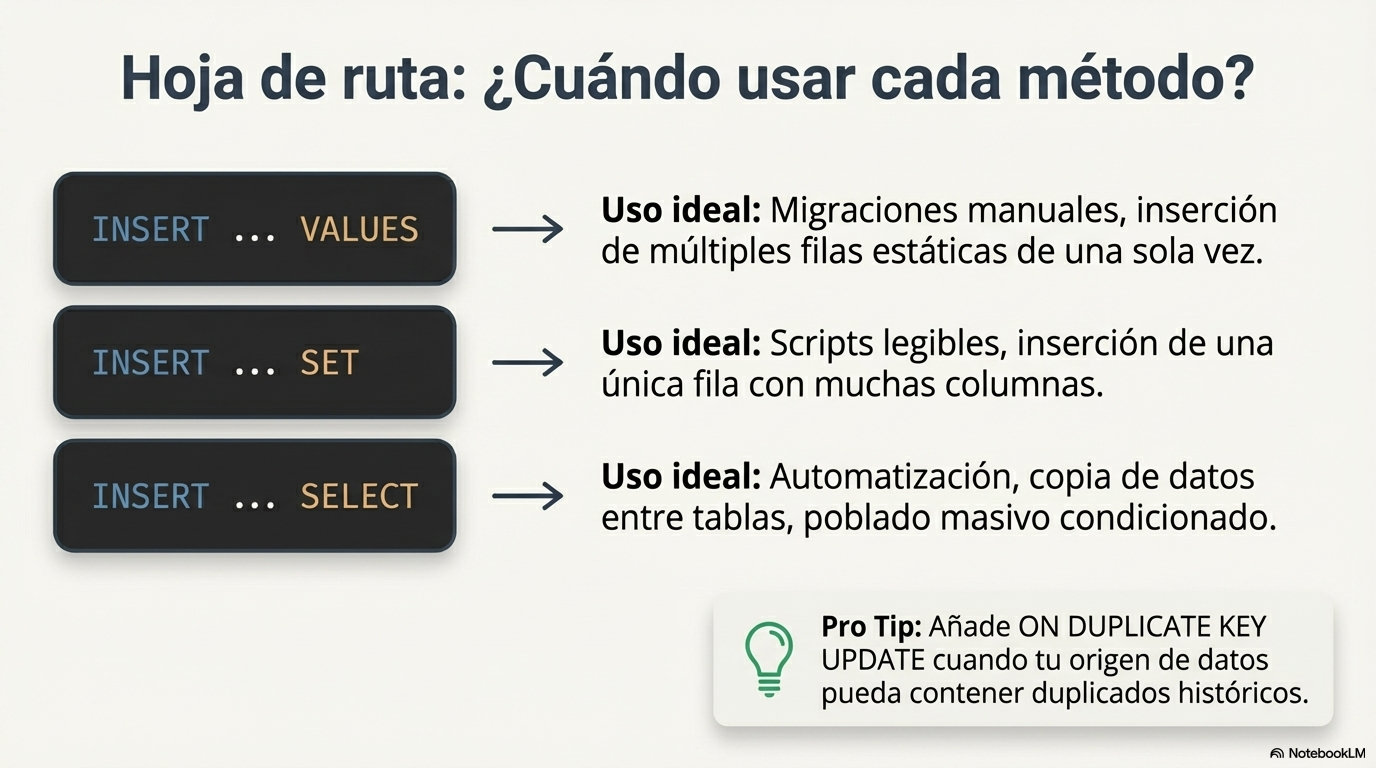 Hoja de ruta: ¿Cuándo usar cada método?
INSERT ... VALUES
Uso ideal: Migraciones manuales, inserción
de múltiples filas estáticas de una sola vez.
INSERT ... SET
Uso ideal: Scripts legibles, inserción de una
única fila con muchas columnas.
INSERT ... SELECT
Uso ideal: Automatización, copia de datos
entre tablas, poblado masivo condicionado.
Pro Tip: Añade ON DUPLICATE KEY
UPDATE cuando tu origen de datos
pueda contener duplicados históricos.
NotebookLM